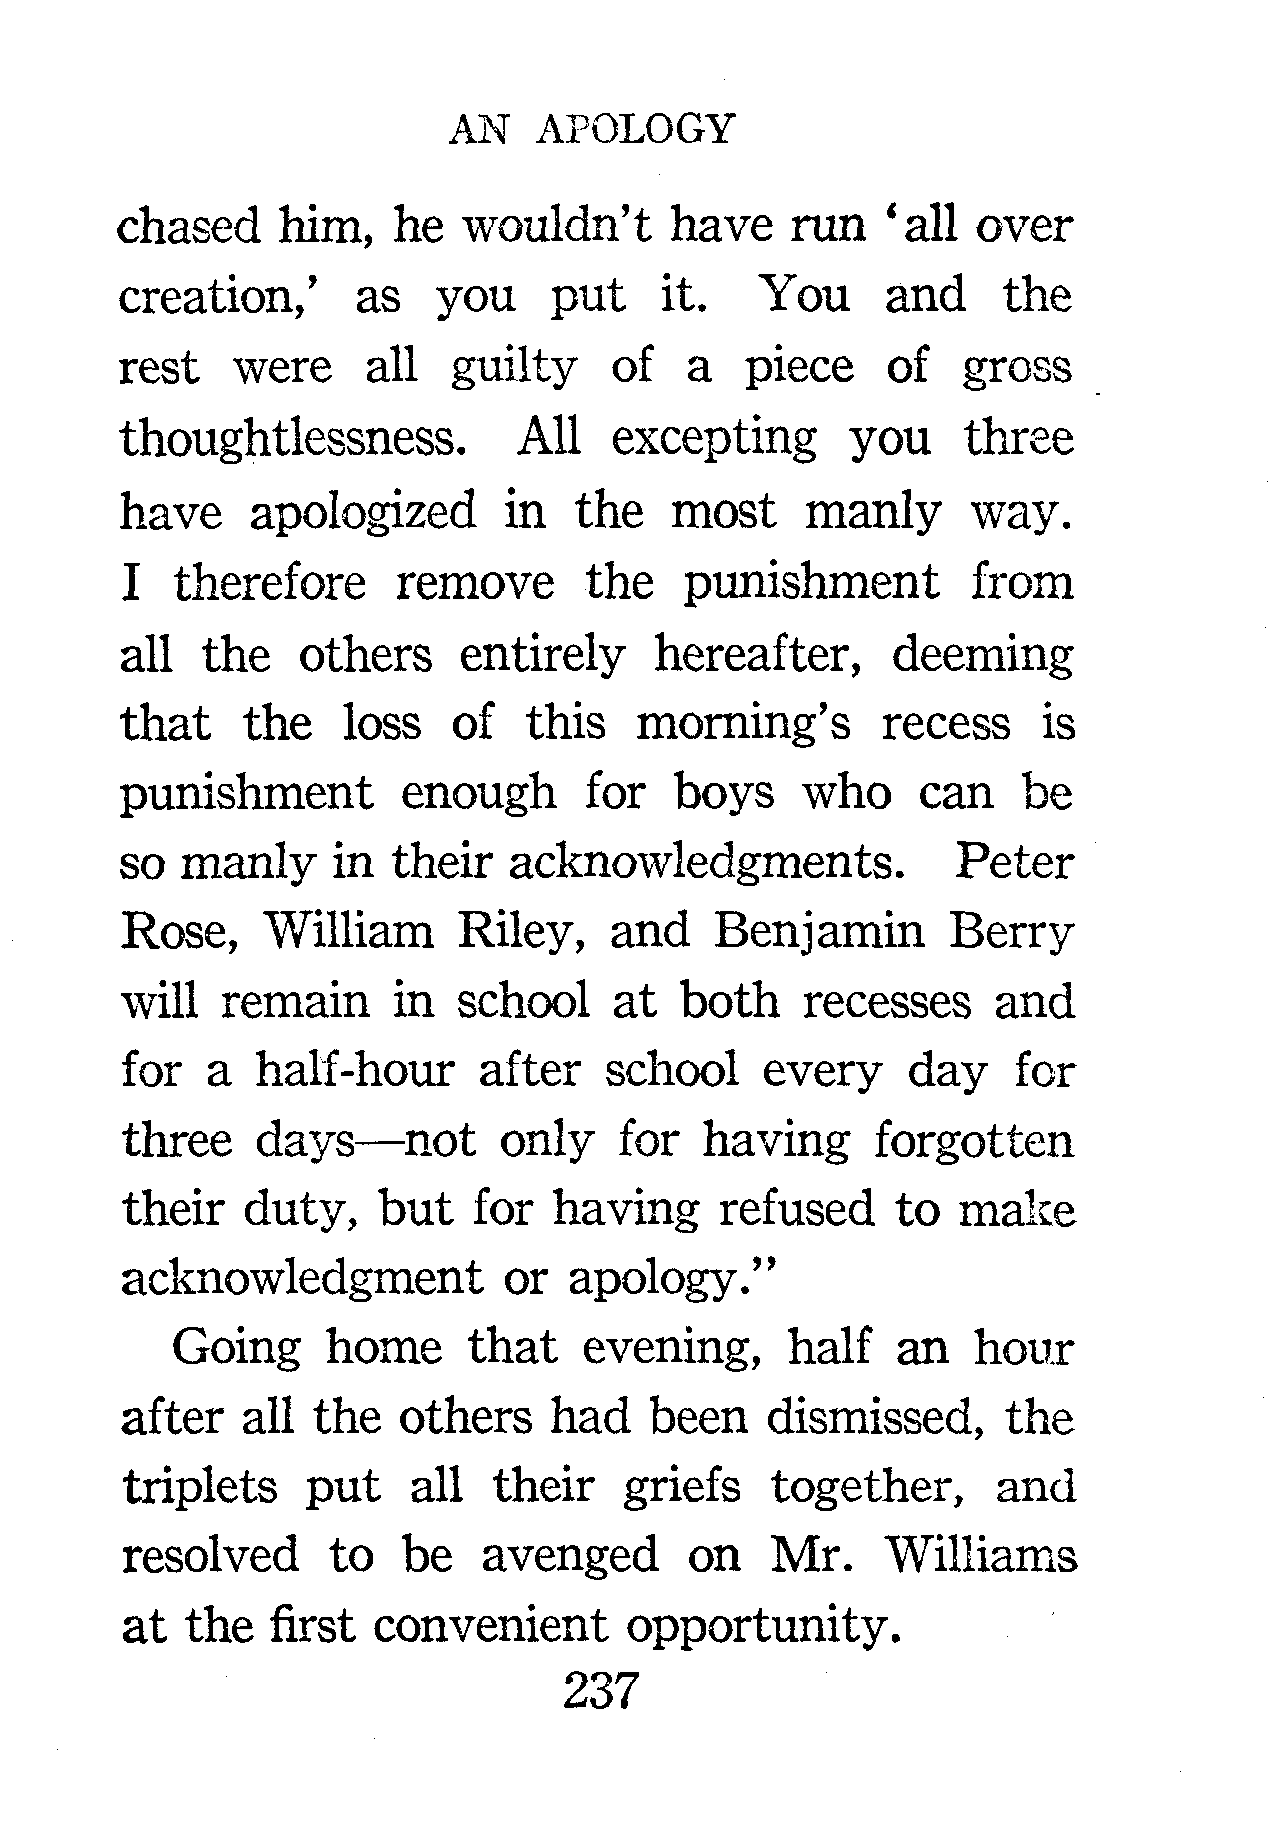 AN APOLOGY
chased him, he wouldn't have run 'all over
creation,' as you put it. You and the
rest were all guilty of a piece of gross
thoughtlessness. All excepting you three
have apologized in the most manly way.
I therefore remove the punishment from
all the others entirely hereafter, deeming
that the loss of this morning's recess is
punishment enough for boys who can be
so manly in their acknowledgments. Peter
Rose, William Riley, and Benjamin Berry
will remain in school at both recesses and
for a half-hour after school every day for
three days—not only for having forgotten
their duty, but for having refused to make
acknowledgment or apology.”
Going home that evening, half an hour
after all the others had been dismissed, the
triplets put all their griefs together, and
resolved to be avenged on Mr. Williams
at the first convenient opportunity.
237